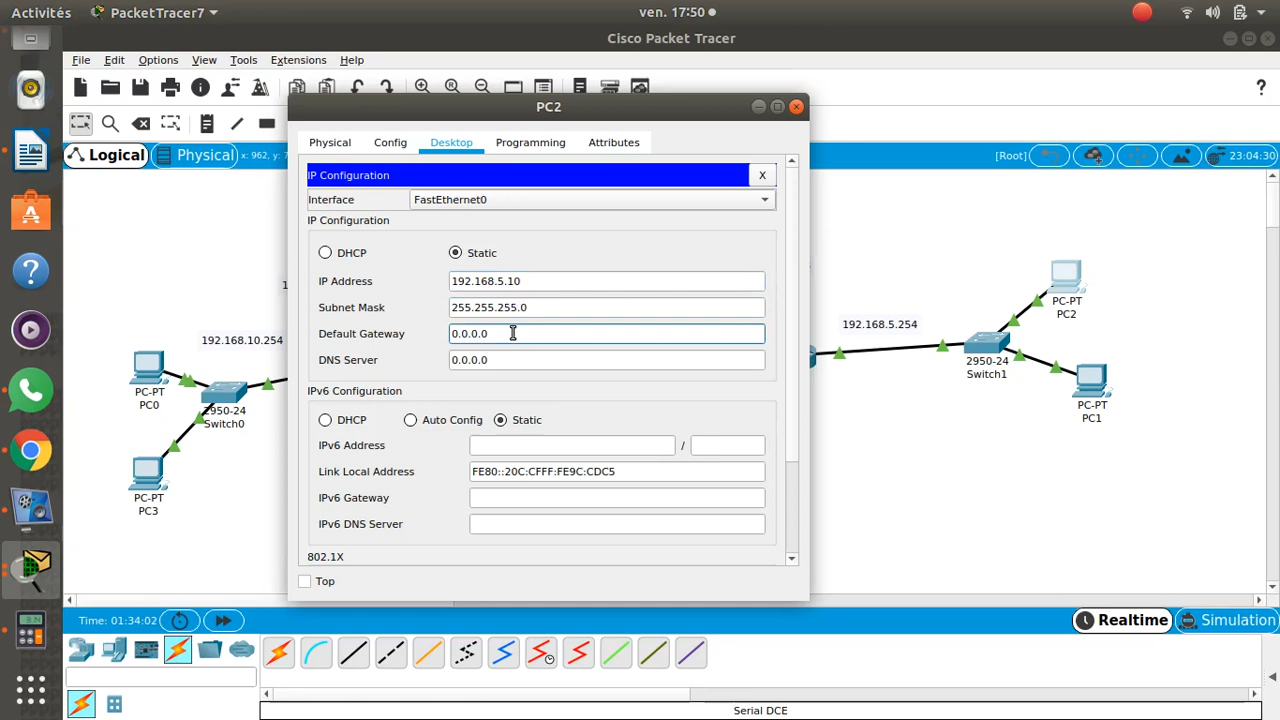 Activités
PacketTracer7
ven. 17:50
Cisco Packet Tracer
File Edit Options View Tools Extensions Help
PC2
Physical Config Desktop Programming Attributes
Logical
Physical
x: 962, y: 7
[Root]
23:04:30
IP Configuration
X
Interface
FastEthernet0
IP Configuration
DHCP
Static
IP Address
192.168.5.10
Subnet Mask
255.255.255.0
Default Gateway
0.0.0.0
DNS Server
0.0.0.0
IPv6 Configuration
DHCP
Auto Config
Static
IPv6 Address
/
Link Local Address
FE80::20C:CFFF:FE9C:CDC5
IPv6 Gateway
IPv6 DNS Server
802.1X
Top
192.168.10.254
PC-PT
PC0
2950-24
Switch0
PC-PT
PC3
192.168.5.254
PC-PT
PC2
2950-24
Switch1
PC-PT
PC1
Time: 01:34:02
Realtime
Simulation
Serial DCE